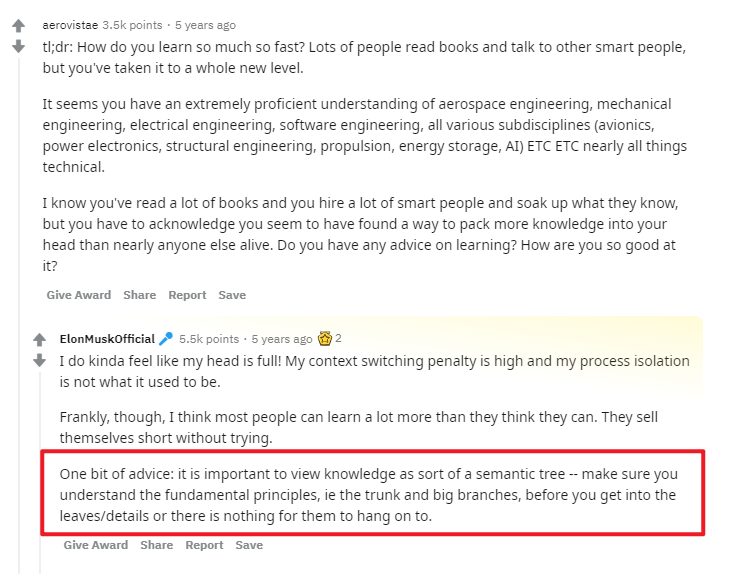 aerovistae 3.5k points · 5 years ago
tl;dr: How do you learn so much so fast? Lots of people read books and talk to other smart people,
but you've taken it to a whole new level.
It seems you have an extremely proficient understanding of aerospace engineering, mechanical
engineering, electrical engineering, software engineering, all various subdisciplines (avionics,
power electronics, structural engineering, propulsion, energy storage, AI) ETC ETC nearly all things
technical.
I know you've read a lot of books and you hire a lot of smart people and soak up what they know,
but you have to acknowledge you seem to have found a way to pack more knowledge into your
head than nearly anyone else alive. Do you have any advice on learning? How are you so good at
it?
Give Award Share Report Save
ElonMuskOfficial 5.5k points · 5 years ago 2
I do kinda feel like my head is full! My context switching penalty is high and my process isolation
is not what it used to be.
Frankly, though, I think most people can learn a lot more than they think they can. They sell
themselves short without trying.
One bit of advice: it is important to view knowledge as sort of a semantic tree -- make sure you
understand the fundamental principles, ie the trunk and big branches, before you get into the
leaves/details or there is nothing for them to hang on to.
Give Award Share Report Save